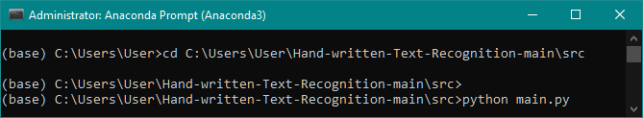 Administrator: Anaconda Prompt (Anaconda3)
(base) C:\Users\User>cd C:\Users\User\Hand-written-Text-Recognition-main\src
(base) C:\Users\User\Hand-written-Text-Recognition-main\src>
(base) C:\Users\User\Hand-written-Text-Recognition-main\src>python main.py